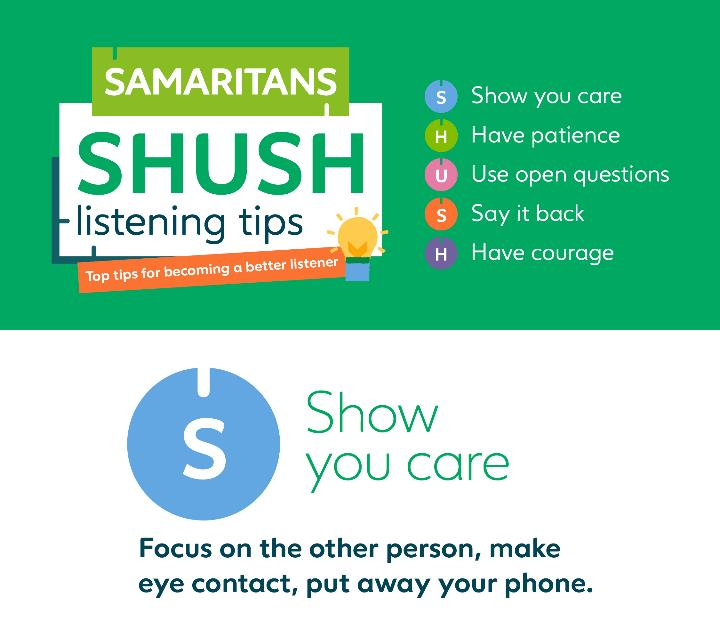 SAMARITANS
SHUSH
listening tips
Top tips for becoming a better listener
S Show you care
H Have patience
U Use open questions
S Say it back
H Have courage
S
Show
you care
Focus on the other person, make
eye contact, put away your phone.